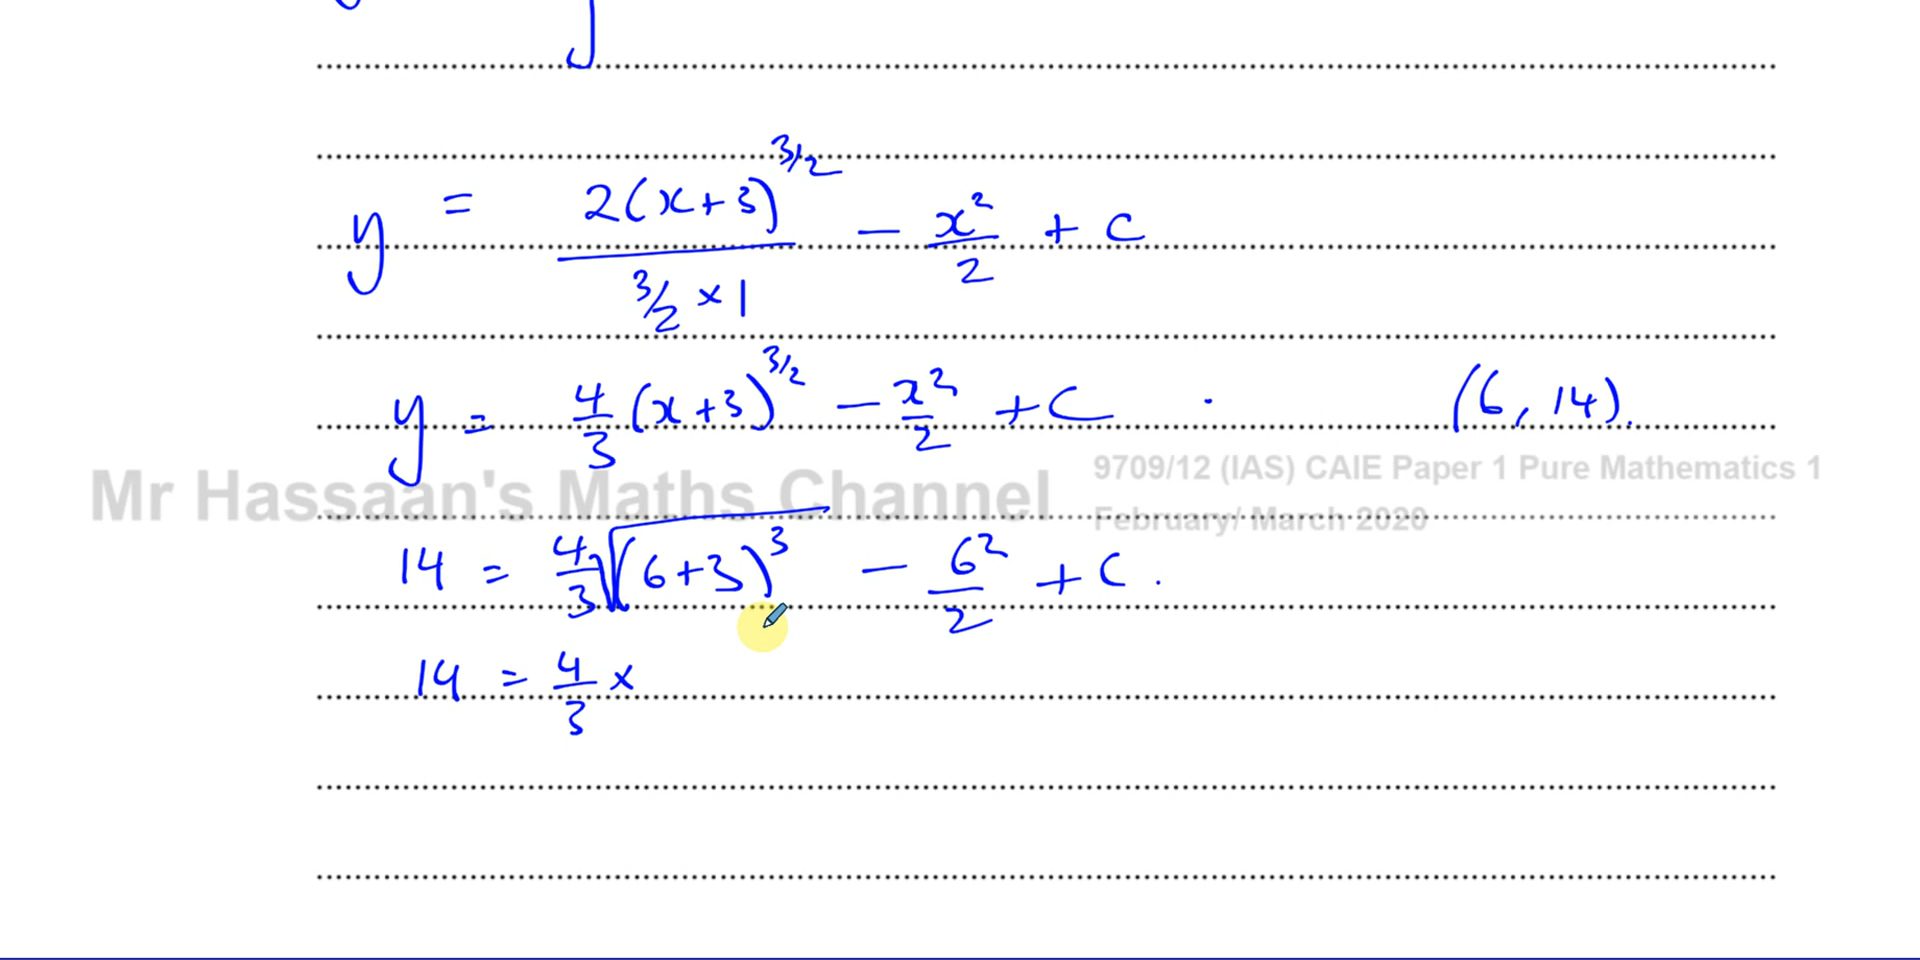 y = 2(x+3)^3/2 / 3/2 × 1 − x²/2 + c
y = 4/3 (x+3)^3/2 − x²/2 + C . (6, 14).
Mr Hassaan's Maths Channel 9709/12 (IAS) CAIE Paper 1 Pure Mathematics 1
February/ March 2020
14 = 4/3 √(6+3)³ − 6²/2 + C .
14 = 4/3 ×